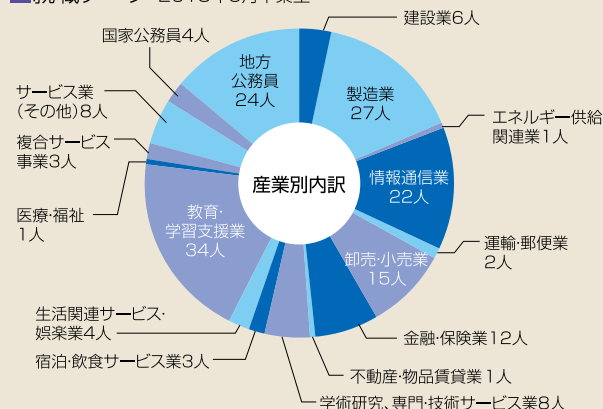 建設業6人
国家公務員4人
地方
公務員
24人
製造業
27人
サービス業
(その他)8人
エネルギー供給
関連業1人
複合サービス
事業3人
産業別内訳
情報通信業
22人
医療・福祉
1人
教育・
学習支援業
34人
運輸・郵便業
2人
卸売・小売業
15人
生活関連サービス・
娯楽業4人
金融・保険業12人
宿泊・飲食サービス業3人
不動産・物品賃貸業1人
学術研究、専門・技術サービス業8人